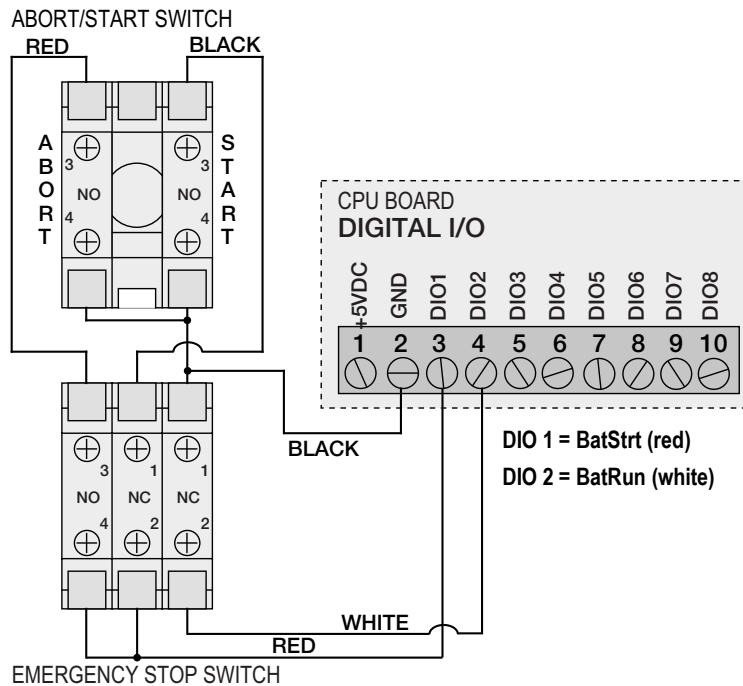 ABORT/START SWITCH
RED
BLACK
ABORT
START
3
3
NO
NO
4
4
CPU BOARD
DIGITAL I/O
+5VDC
GND
DIO1
DIO2
DIO3
DIO4
DIO5
DIO6
DIO7
DIO8
1 2 3 4 5 6 7 8 9 10
BLACK
DIO 1 = BatStrt (red)
DIO 2 = BatRun (white)
3 1 1
NO NC NC
4 2 2
WHITE
RED
EMERGENCY STOP SWITCH